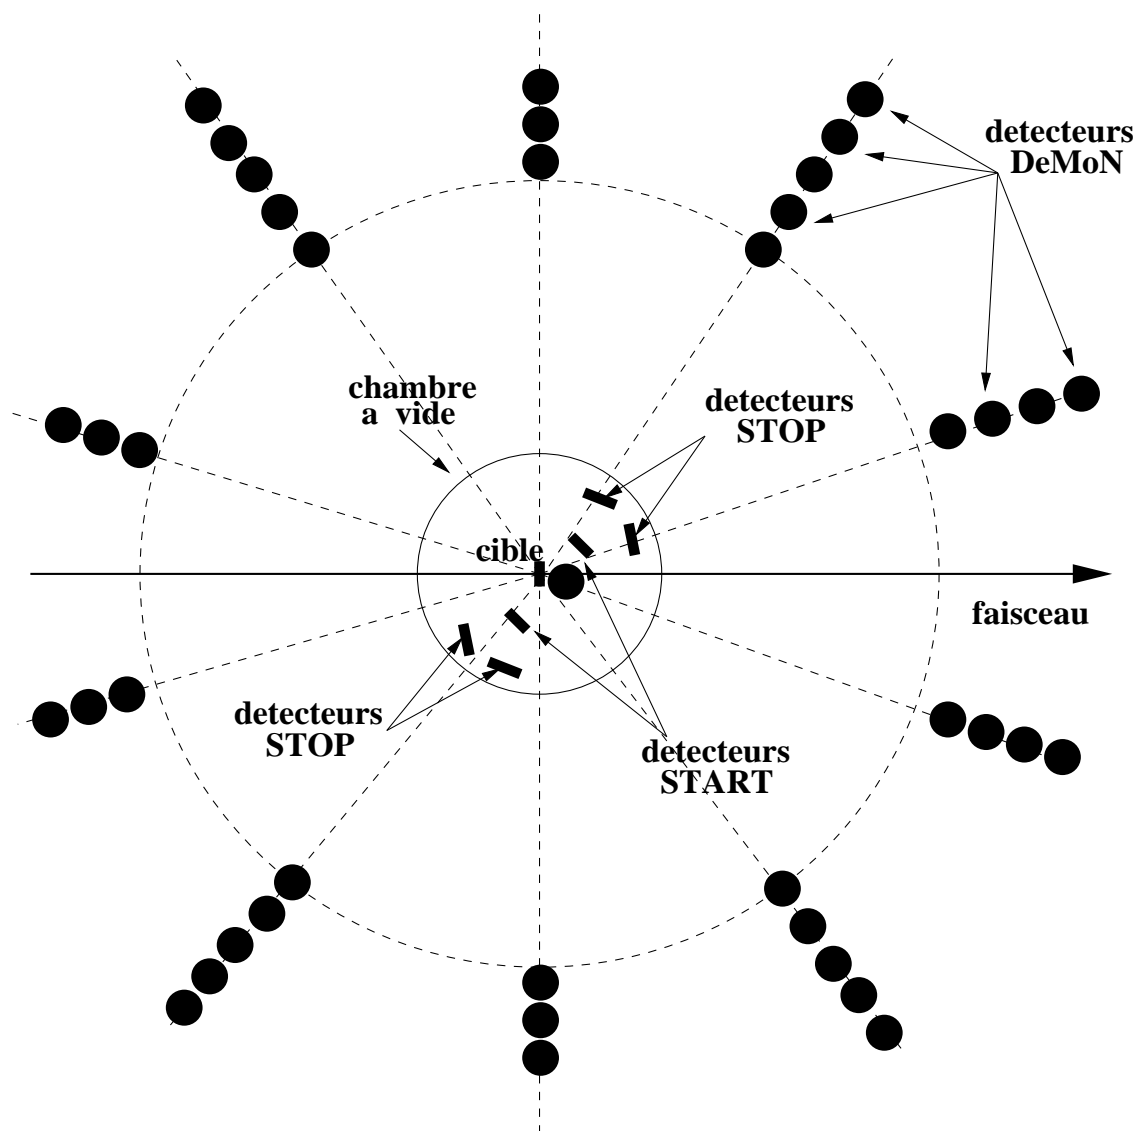 detecteurs
DeMoN
chambre
a vide
detecteurs
STOP
cible
faisceau
detecteurs
STOP
detecteurs
START